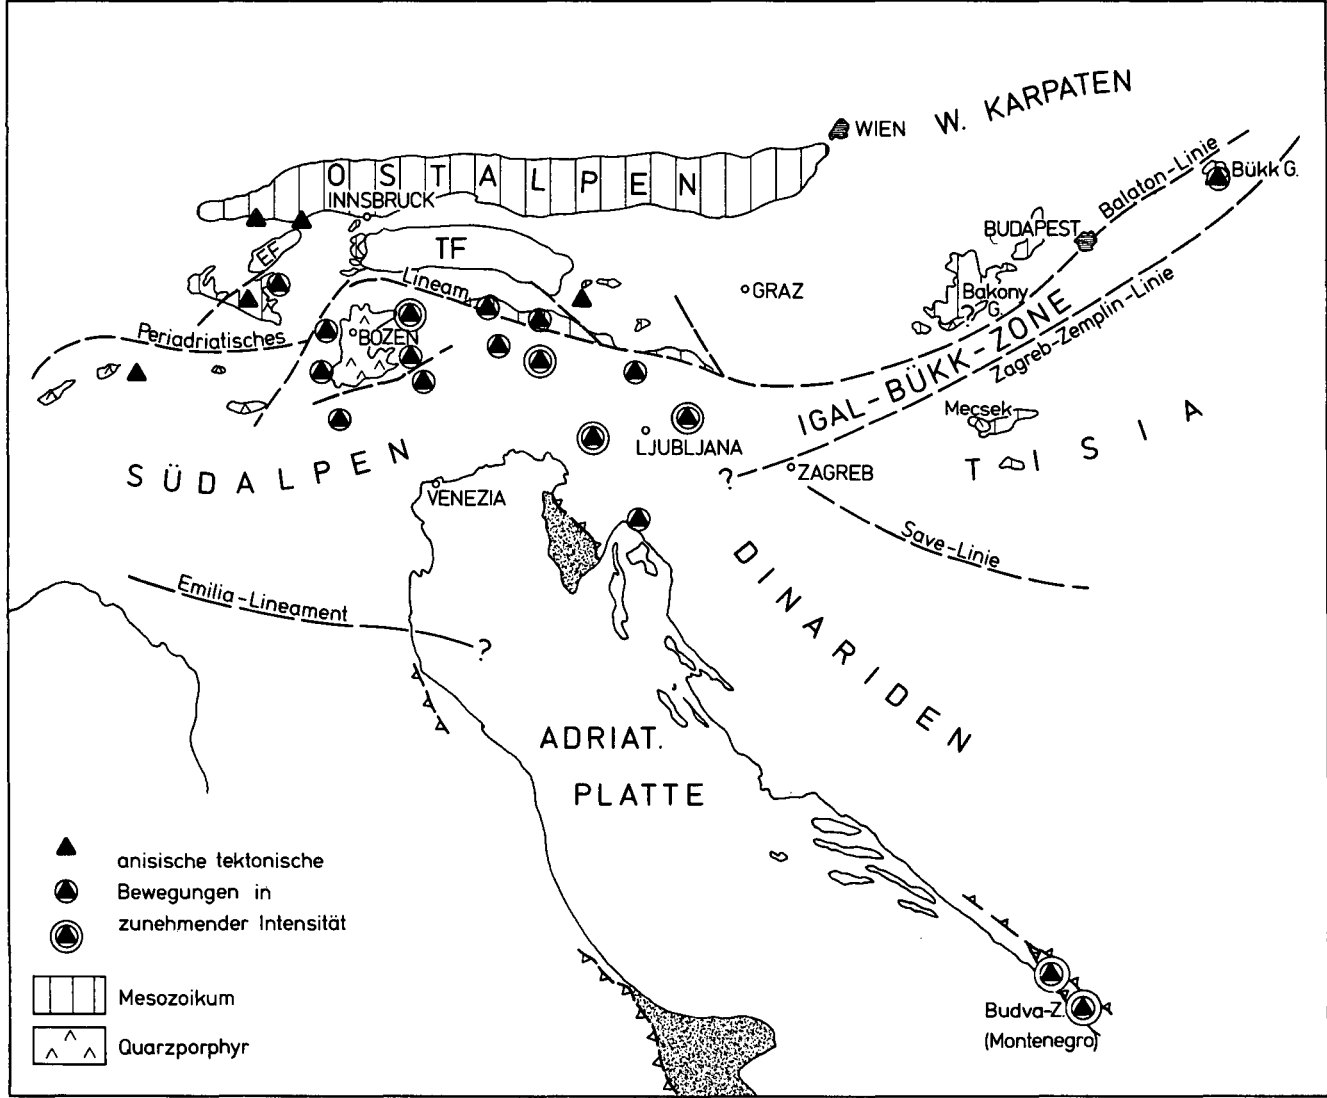 W. KARPATEN
WIEN
OSTALPEN
INNSBRUCK
Balaton-Linie
Bükk G.
BUDAPEST
EF
TF
Lineam.
GRAZ
Bakony
G.
?
Periadriatisches
BOZEN
IGAL-BÜKK-ZONE
Zagreb-Zemplin-Linie
Mecsek
TISIA
LJUBLJANA
SÜDALPEN
?
ZAGREB
VENEZIA
Save-Linie
DINARIDEN
Emilia-Lineament
?
ADRIAT.
PLATTE
anisische tektonische
Bewegungen in
zunehmender Intensität
Mesozoikum
Quarzporphyr
Budva-Z.
(Montenegro)